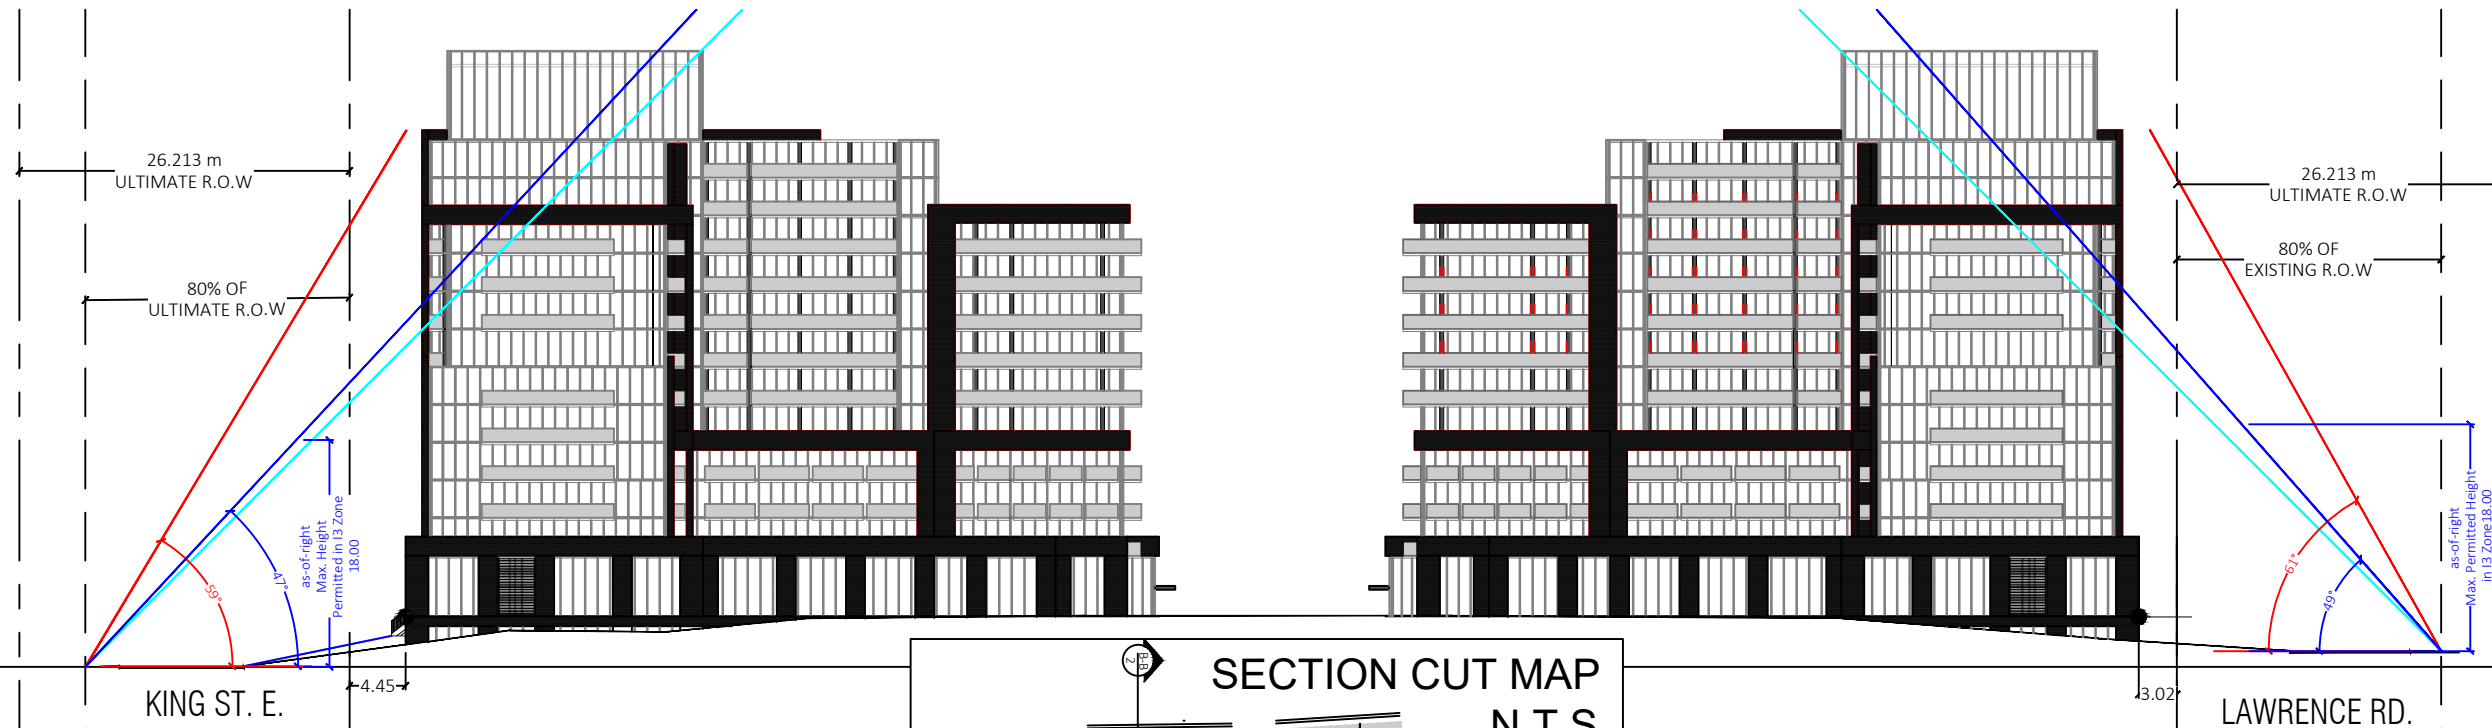 26.213 m
ULTIMATE R.O.W
80% OF
ULTIMATE R.O.W
59°
47°
as-of-right
Max. Height
Permitted in I3 Zone
18.00
4.45
KING ST. E.
B-B
2
SECTION CUT MAP
N.T.S
26.213 m
ULTIMATE R.O.W
80% OF
EXISTING R.O.W
61°
49°
as-of-right
Max. Permitted Height
in I3 Zone18.00
3.02
LAWRENCE RD.